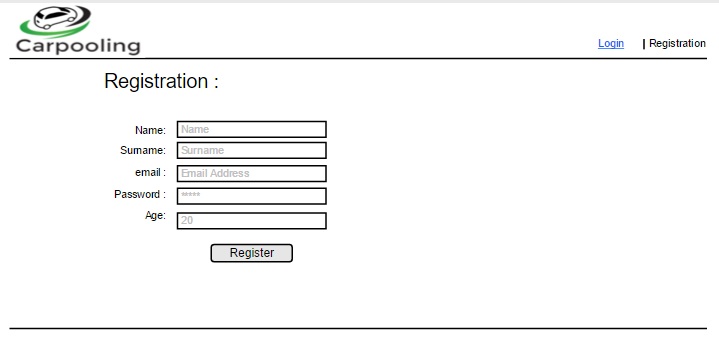 Carpooling
Login | Registration
Registration :
Name: Name
Surname: Surname
email : Email Address
Password : *****
Age: 20
Register